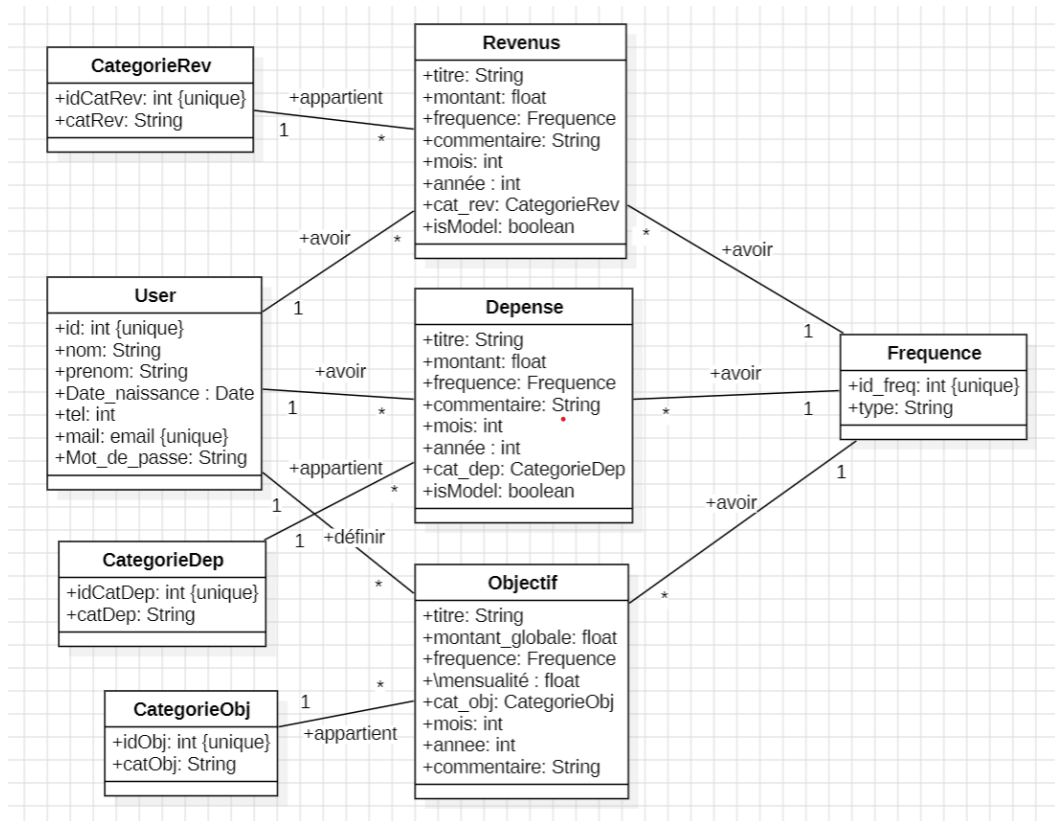 CategorieRev
+idCatRev: int {unique}
+catRev: String
+appartient
1
*
Revenus
+titre: String
+montant: float
+frequence: Frequence
+commentaire: String
+mois: int
+année : int
+cat_rev: CategorieRev
+isModel: boolean
+avoir
*
1
*
+avoir
1
User
+id: int {unique}
+nom: String
+prenom: String
+Date_naissance : Date
+tel: int
+mail: email {unique}
+Mot_de_passe: String
+avoir
1
*
Depense
+titre: String
+montant: float
+frequence: Frequence
+commentaire: String
+mois: int
+année : int
+cat_dep: CategorieDep
+isModel: boolean
+avoir
*
1
Frequence
+id_freq: int {unique}
+type: String
+appartient
*
1
1
+définir
*
+avoir
1
*
CategorieDep
+idCatDep: int {unique}
+catDep: String
Objectif
+titre: String
+montant_globale: float
+frequence: Frequence
+\mensualité : float
+cat_obj: CategorieObj
+mois: int
+annee: int
+commentaire: String
CategorieObj
+idObj: int {unique}
+catObj: String
1
*
+appartient